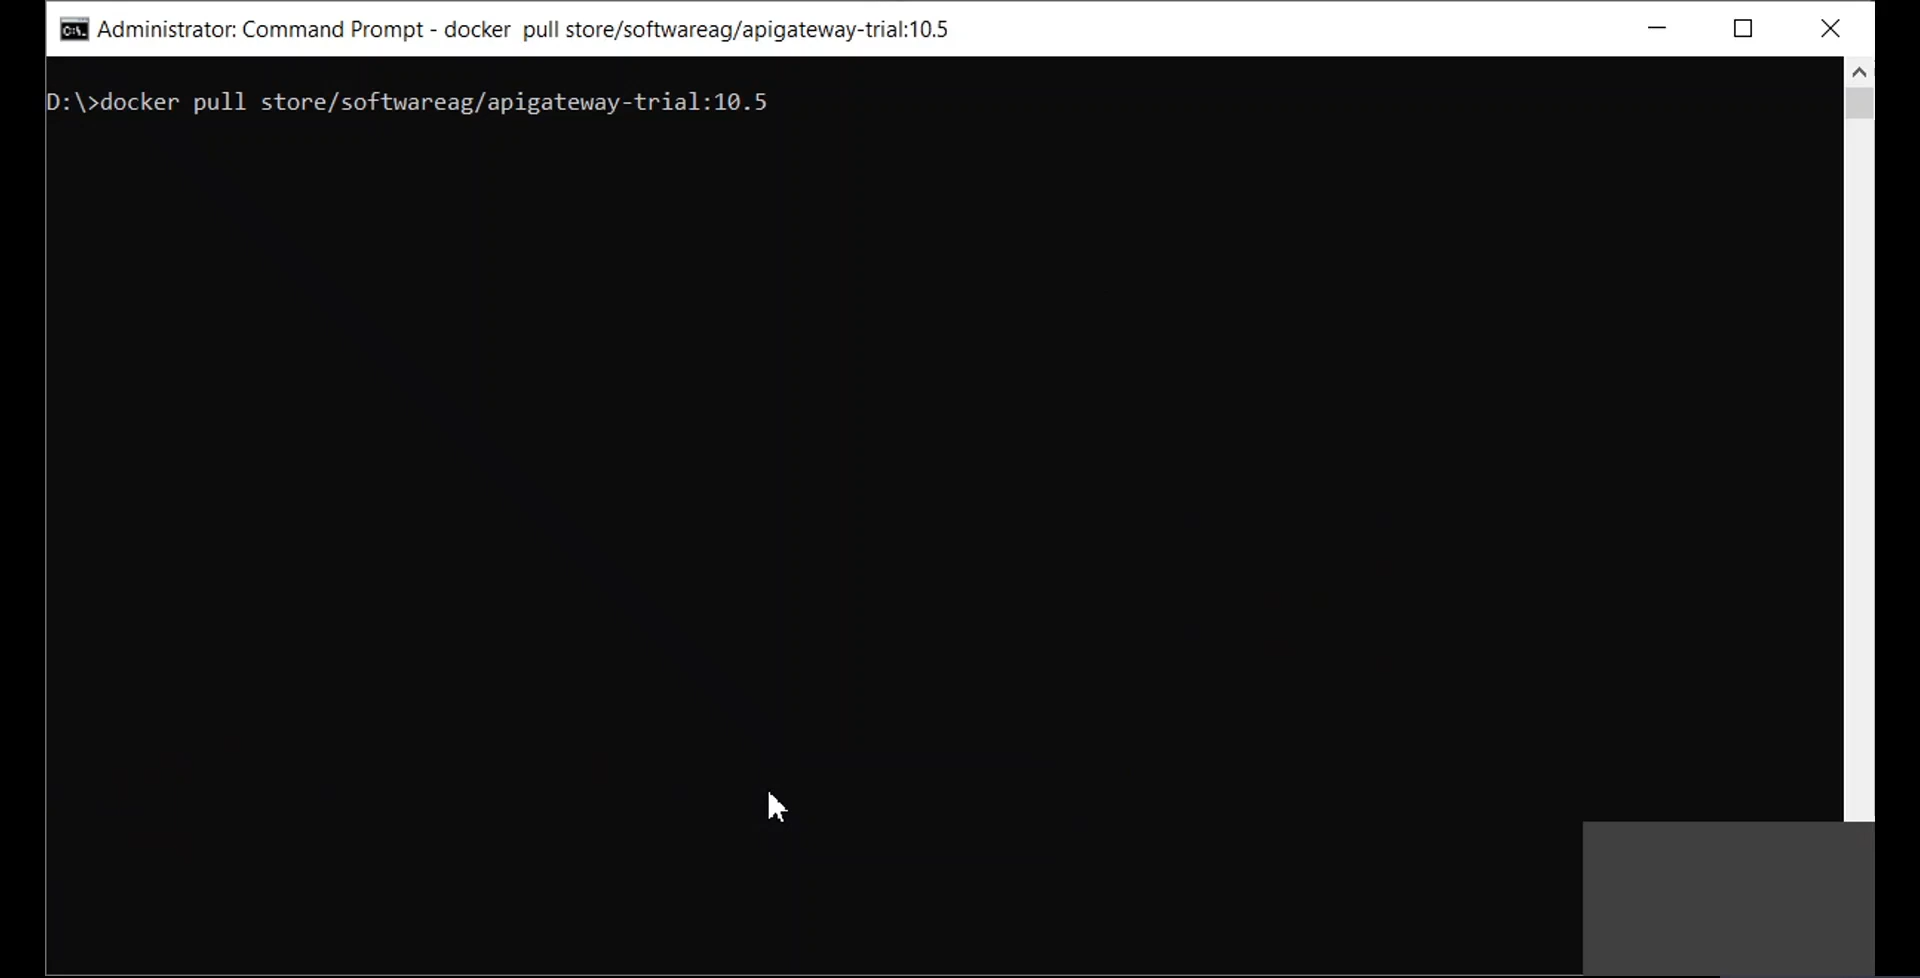 Administrator: Command Prompt - docker  pull store/softwareag/apigateway-trial:10.5
D:\>docker pull store/softwareag/apigateway-trial:10.5